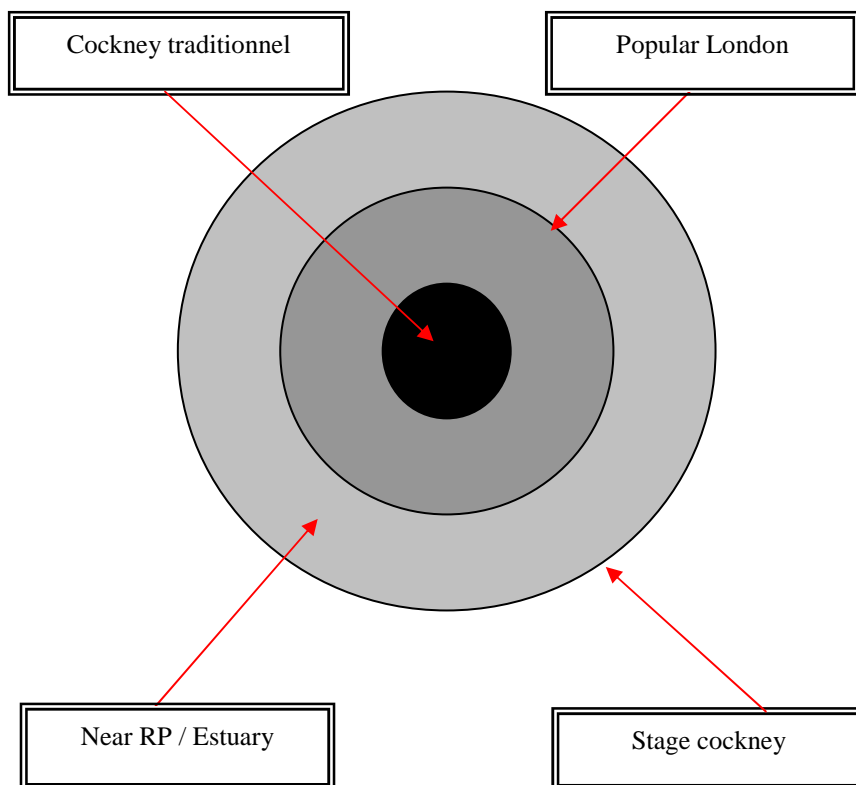 Cockney traditionnel
Popular London
Near RP / Estuary
Stage cockney